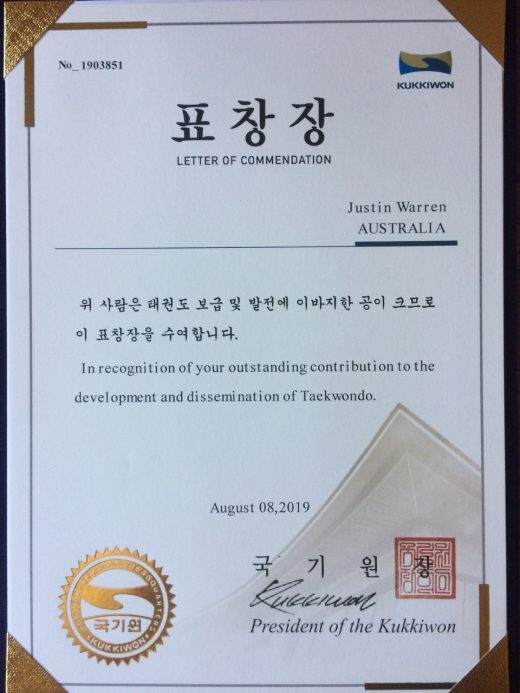 No_ 1903851
KUKKIWON
표창장
LETTER OF COMMENDATION
Justin Warren
AUSTRALIA
위 사람은 태권도 보급 및 발전에 이바지한 공이 크므로
이 표창장을 수여합니다.
In recognition of your outstanding contribution to the
development and dissemination of Taekwondo.
August 08,2019
국 기 원 장
Kukkiwon
President of the Kukkiwon
HEADQUARTERS
국기원
KUKKIWON